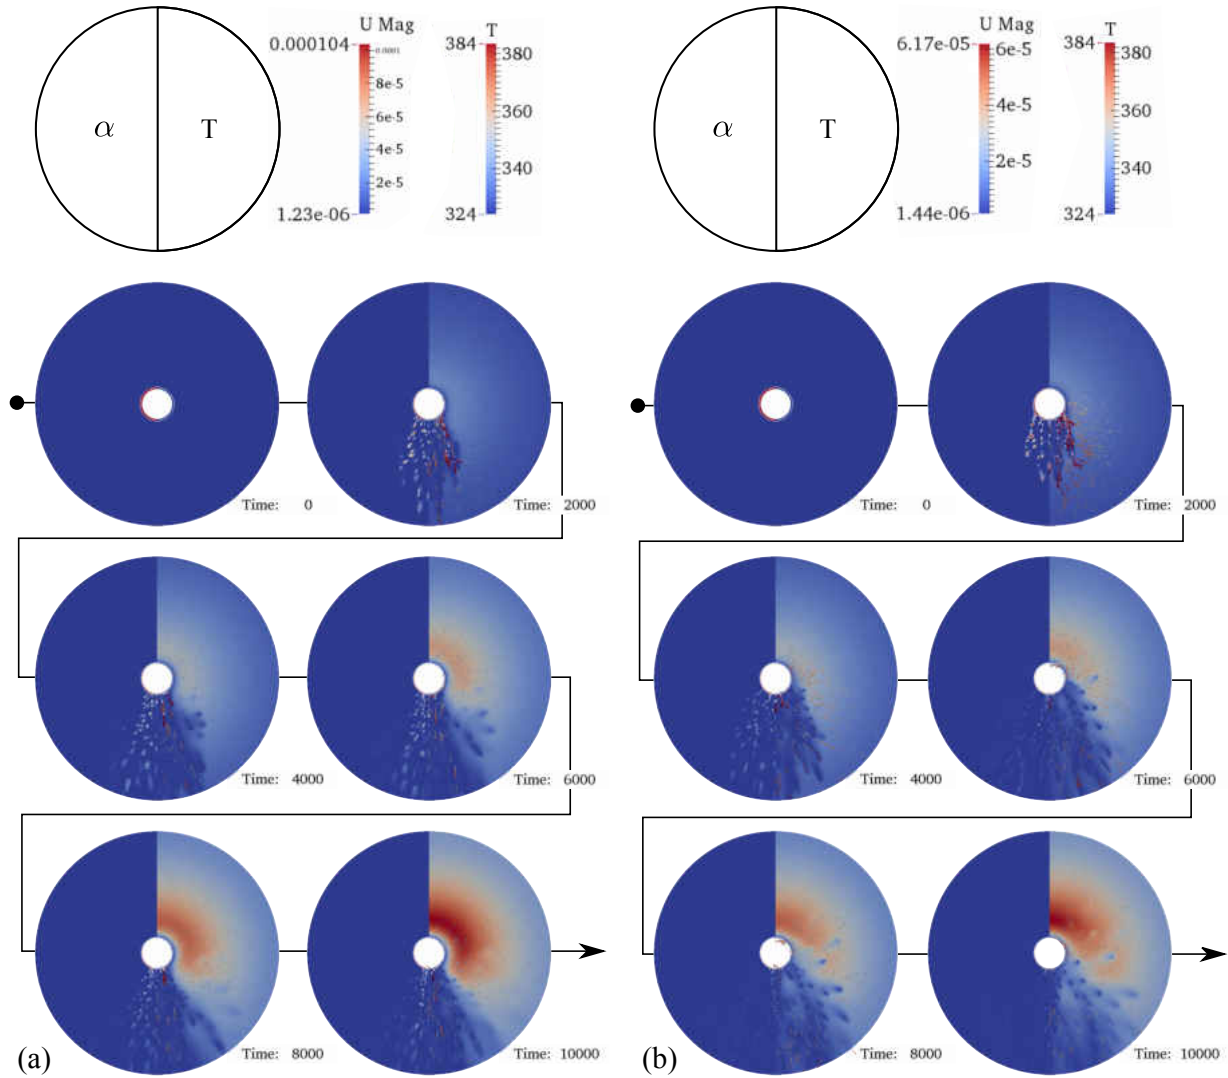 U Mag T
0.000104 0.0001 384 380
8e-5
6e-5 360
α T
4e-5 340
2e-5
1.23e-06 324
U Mag T
6.17e-05 6e-5 384 380
4e-5 360
α T
2e-5 340
1.44e-06 324
Time: 0 Time: 2000
Time: 0 Time: 2000
Time: 4000 Time: 6000
Time: 4000 Time: 6000
(a) Time: 8000 Time: 10000
(b) Time: 8000 Time: 10000